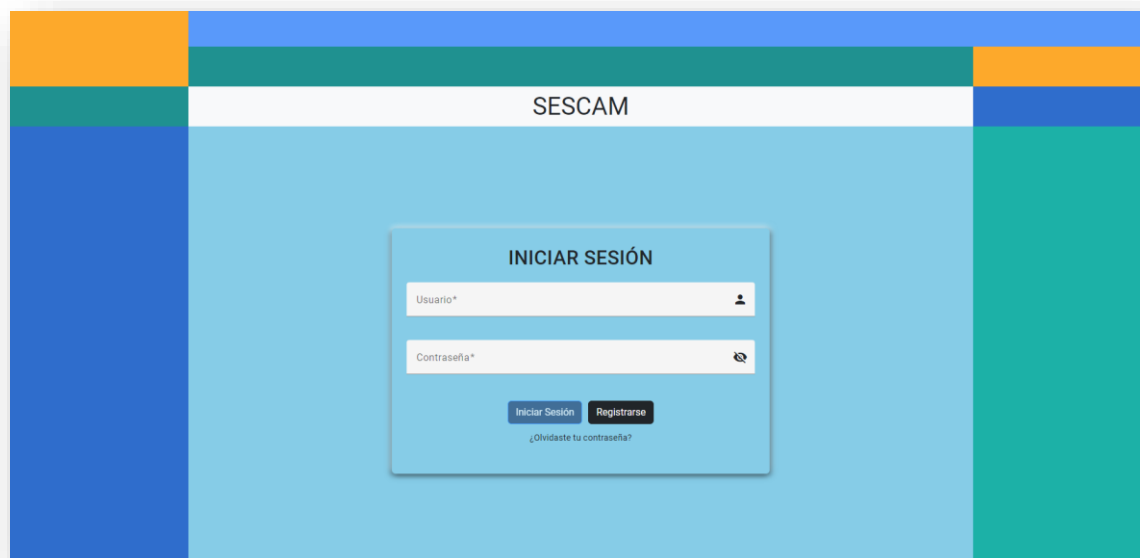 SESCAM
INICIAR SESIÓN
Usuario*
Contraseña*
Iniciar Sesión Registrarse
¿Olvidaste tu contraseña?